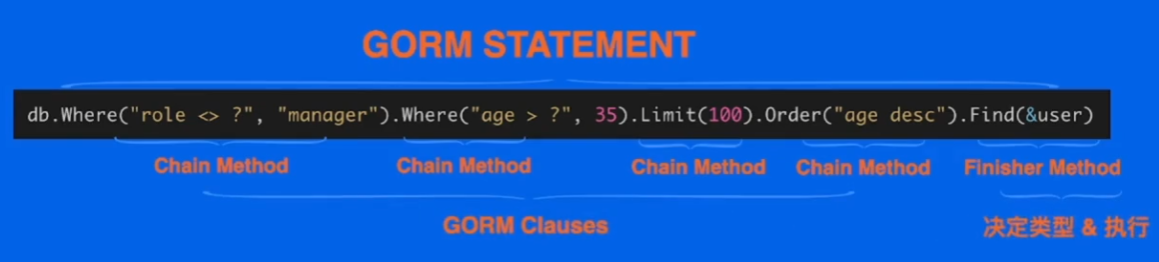 GORM STATEMENT
db.Where("role <> ?", "manager").Where("age > ?", 35).Limit(100).Order("age desc").Find(&user)
Chain Method Chain Method Chain Method Chain Method Finisher Method
GORM Clauses 决定类型 & 执行